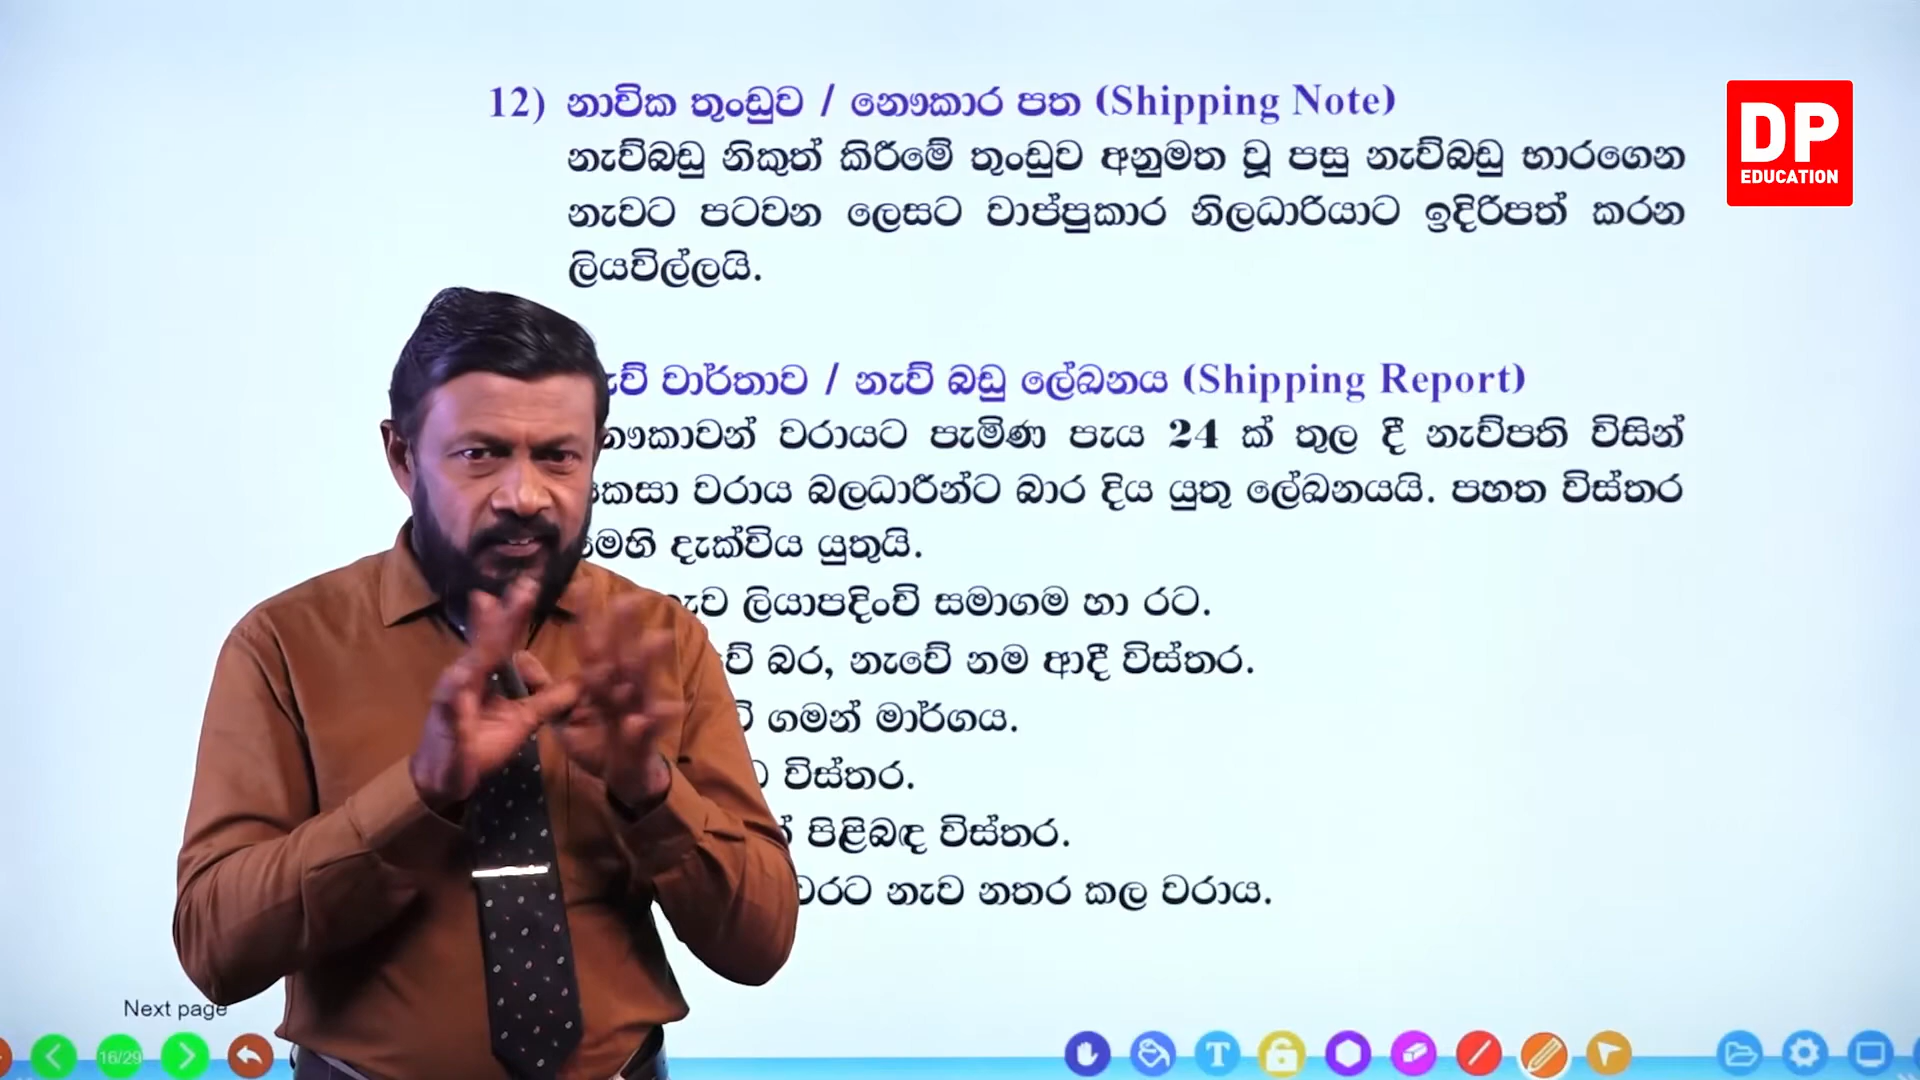 12) නාවික තුංඩුව / නෞකාර පත (Shipping Note)
නැව්බඩු නිකුත් කිරීමේ තුංඩුව අනුමත වූ පසු නැව්බඩු භාරගෙන
නැවට පටවන ලෙසට වාප්පුකාර නිලධාරියාට ඉදිරිපත් කරන
ලියවිල්ලයි.
වාර්තාව / නැව් බඩු ලේඛනය (Shipping Report)
වරායට පැමිණ පැය 24 ක් තුල දී නැව්පති විසින්
වරාය බලධාරීන්ට බාර දිය යුතු ලේඛනයයි. පහත විස්තර
මෙහි දැක්විය යුතුයි.
ලියාපදිංචි සමාගම හා රට.
බර, නැවේ නම ආදී විස්තර.
ගමන් මාර්ගය.
විස්තර.
පිළිබඳ විස්තර.
නැව නතර කල වරාය.
DP
EDUCATION
Next page
16/29